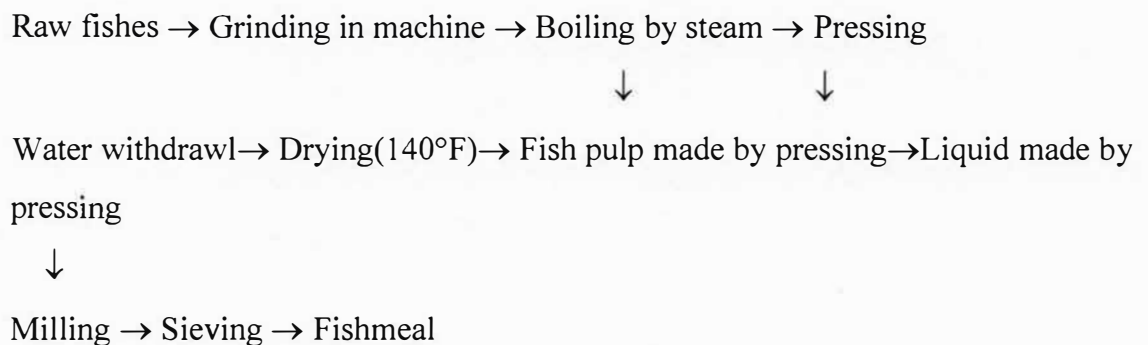 Raw fishes → Grinding in machine → Boiling by steam → Pressing
↓ ↓
Water withdrawl→ Drying(140°F)→ Fish pulp made by pressing→Liquid made by
pressing
↓
Milling → Sieving → Fishmeal